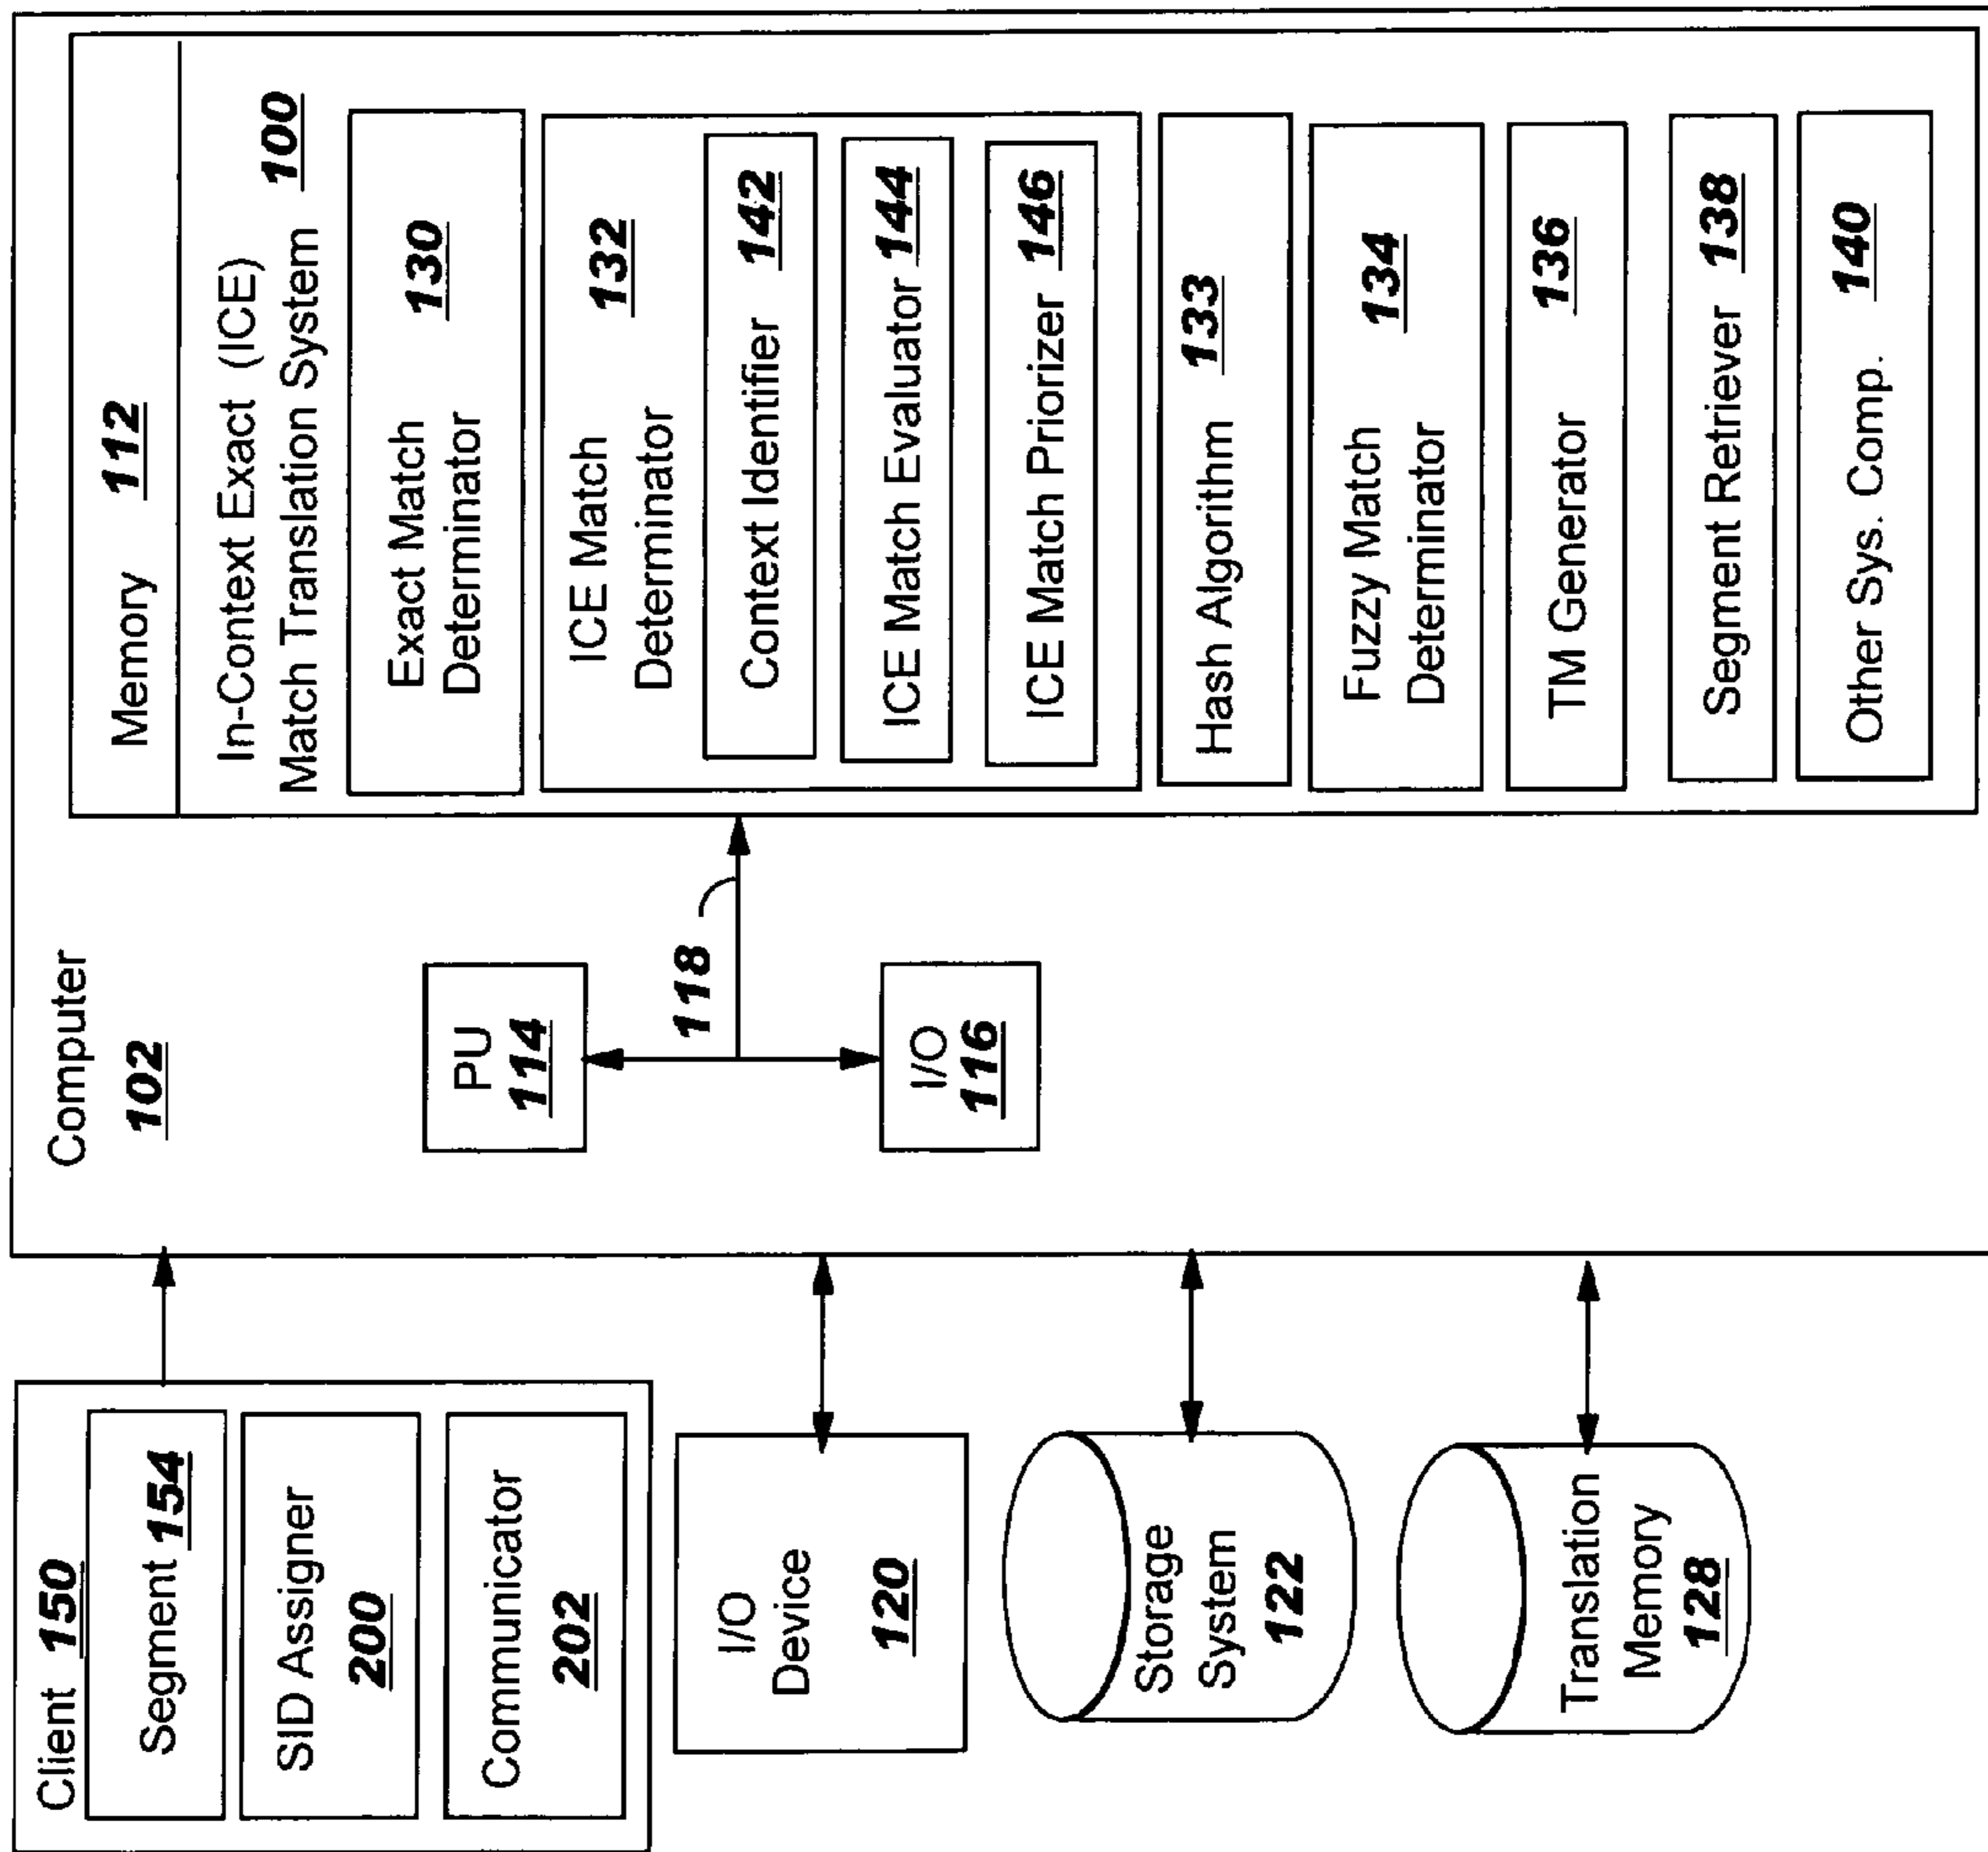 Computer
102
Memory 112
In-Context Exact (ICE)
Match Translation System 100
Exact Match
Determinator 130
ICE Match
Determinator 132
Context Identifier 142
ICE Match Evaluator 144
ICE Match Priorizer 146
Hash Algorithm 133
Fuzzy Match
Determinator 134
TM Generator 136
Segment Retriever 138
Other Sys. Comp. 140
PU
114
118
I/O
116
Client 150
Segment 154
SID Assigner
200
Communicator
202
I/O
Device
120
Storage
System
122
Translation
Memory
128